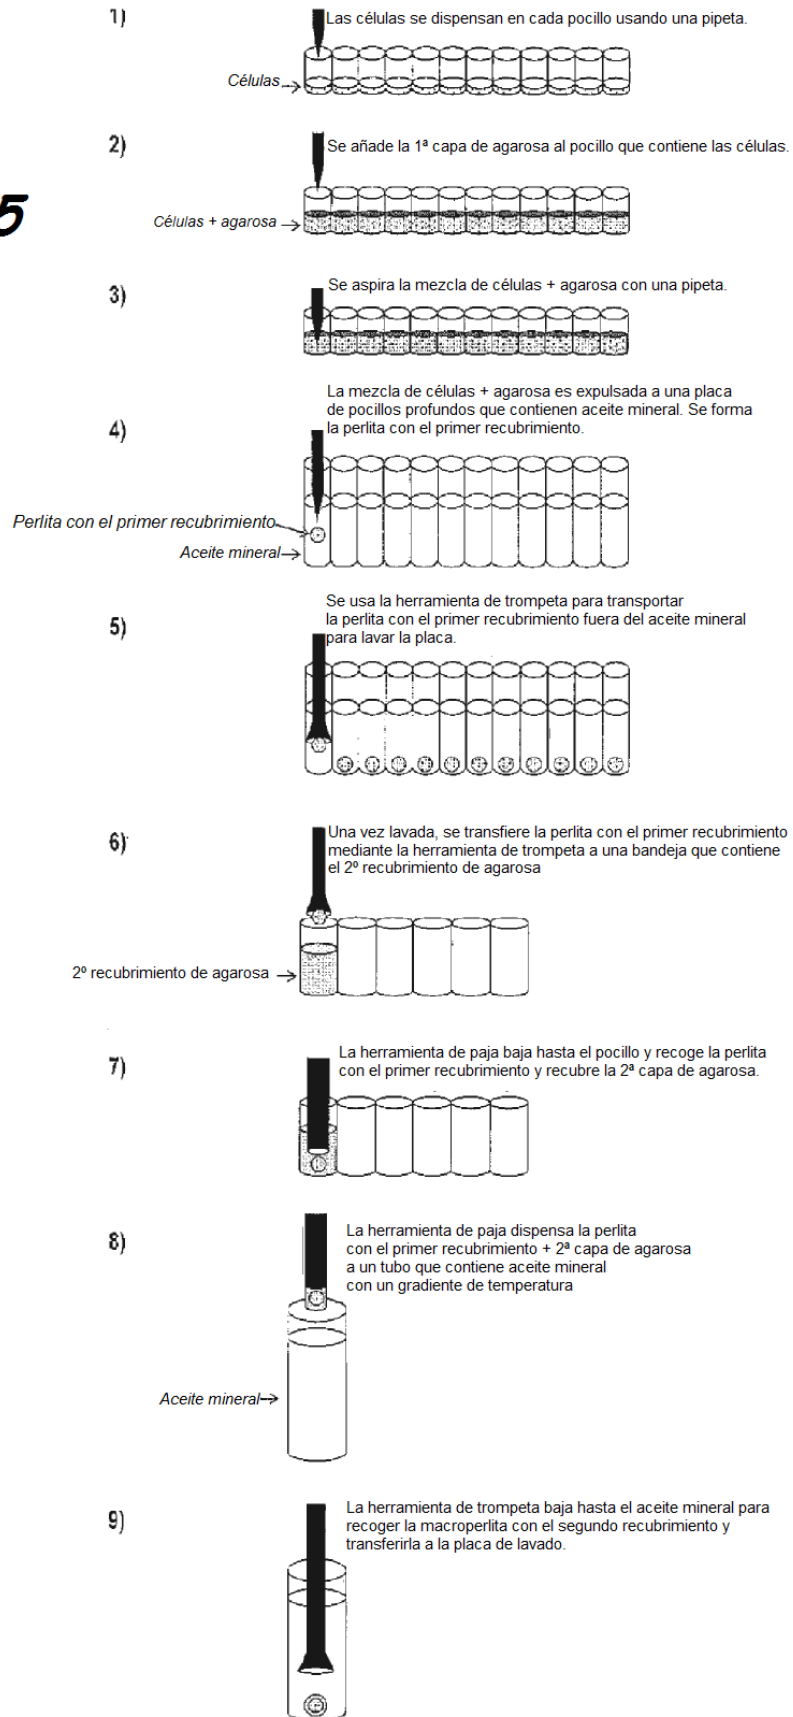 1)
Las células se dispensan en cada pocillo usando una pipeta.
Células
2)
Se añade la 1ª capa de agarosa al pocillo que contiene las células.
5
Células + agarosa
3)
Se aspira la mezcla de células + agarosa con una pipeta.
4)
La mezcla de células + agarosa es expulsada a una placa
de pocillos profundos que contienen aceite mineral. Se forma
la perlita con el primer recubrimiento.
Perlita con el primer recubrimiento
Aceite mineral
5)
Se usa la herramienta de trompeta para transportar
la perlita con el primer recubrimiento fuera del aceite mineral
para lavar la placa.
6)
Una vez lavada, se transfiere la perlita con el primer recubrimiento
mediante la herramienta de trompeta a una bandeja que contiene
el 2º recubrimiento de agarosa
2º recubrimiento de agarosa
7)
La herramienta de paja baja hasta el pocillo y recoge la perlita
con el primer recubrimiento y recubre la 2ª capa de agarosa.
8)
La herramienta de paja dispensa la perlita
con el primer recubrimiento + 2ª capa de agarosa
a un tubo que contiene aceite mineral
con un gradiente de temperatura
Aceite mineral
9)
La herramienta de trompeta baja hasta el aceite mineral para
recoger la macroperlita con el segundo recubrimiento y
transferirla a la placa de lavado.